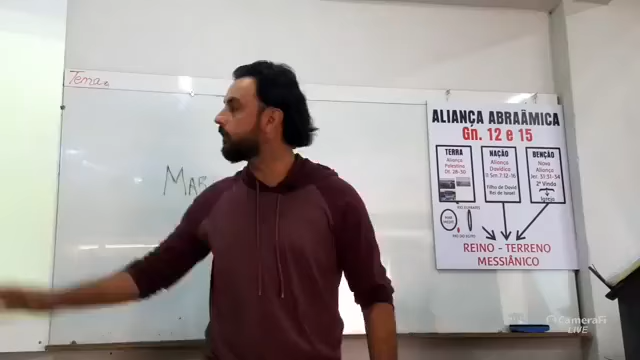 Tema
MAR
ALIANÇA ABRAÂMICA
Gn. 12 e 15
TERRA
Aliança
Palestina
Dt. 28-30
NAÇÃO
Aliança
Davídica
II Sm 7:12-16
Filho de David
Rei de Israel
BENÇÃO
Nova
Aliança
Jer. 31:31-34
2ª Vinda
Igreja
REINO - TERRENO
MESSIÂNICO
CameraFi
LIVE